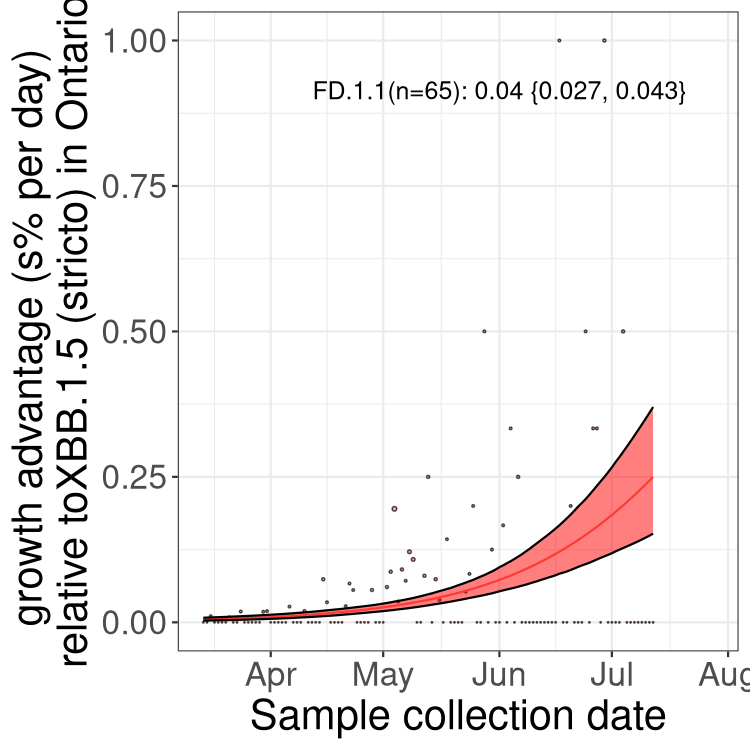 growth advantage (s% per day)
relative toXBB.1.5 (stricto) in Ontario
1.00
0.75
0.50
0.25
0.00
FD.1.1(n=65): 0.04 {0.027, 0.043}
Apr May Jun Jul Aug
Sample collection date